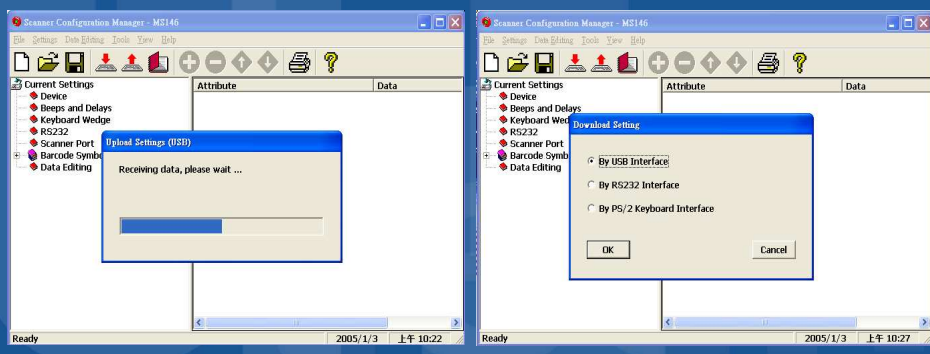 Scanner Configuration Manager - MS146
File Settings Data Editing Tools View Help
Current Settings
Device
Beeps and Delays
Keyboard Wedge
RS232
Scanner Port
Barcode Symbo
Data Editing
Attribute Data
Upload Settings (USB)
Receiving data, please wait ...
Ready 2005/1/3 上午 10:22
Scanner Configuration Manager - MS146
File Settings Data Editing Tools View Help
Current Settings
Device
Beeps and Delays
Keyboard Wed
RS232
Scanner Port
Barcode Symb
Data Editing
Attribute Data
Download Setting
By USB Interface
By RS232 Interface
By PS/2 Keyboard Interface
OK Cancel
Ready 2005/1/3 上午 10:27